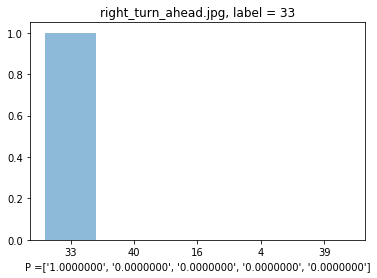 right_turn_ahead.jpg, label = 33
1.0
0.8
0.6
0.4
0.2
0.0
33 40 16 4 39
P =['1.0000000', '0.0000000', '0.0000000', '0.0000000', '0.0000000']